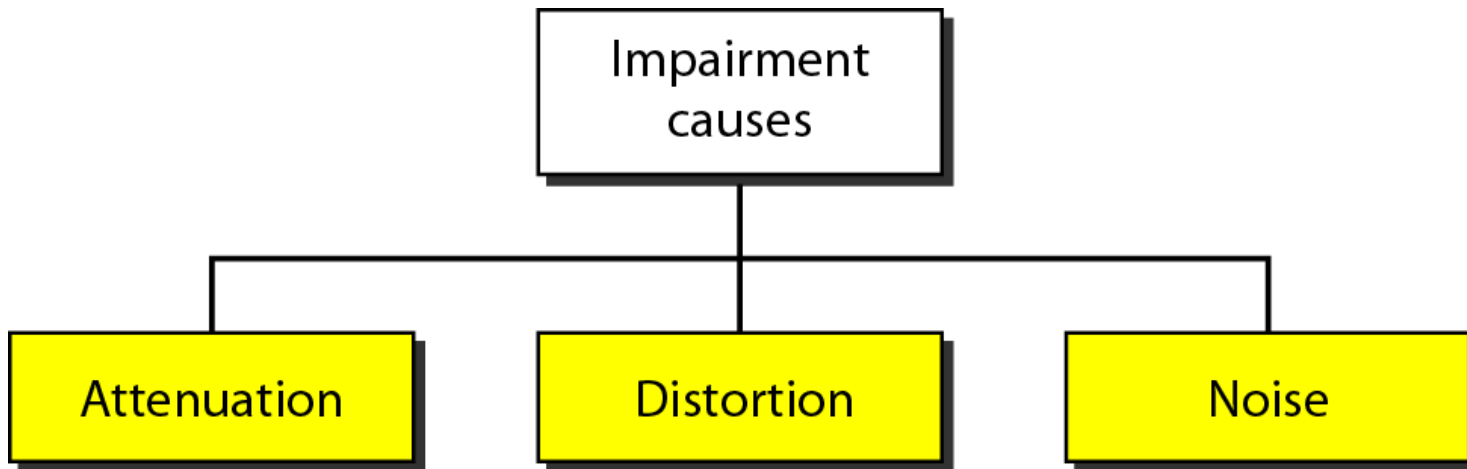 Impairment
causes
Attenuation
Distortion
Noise